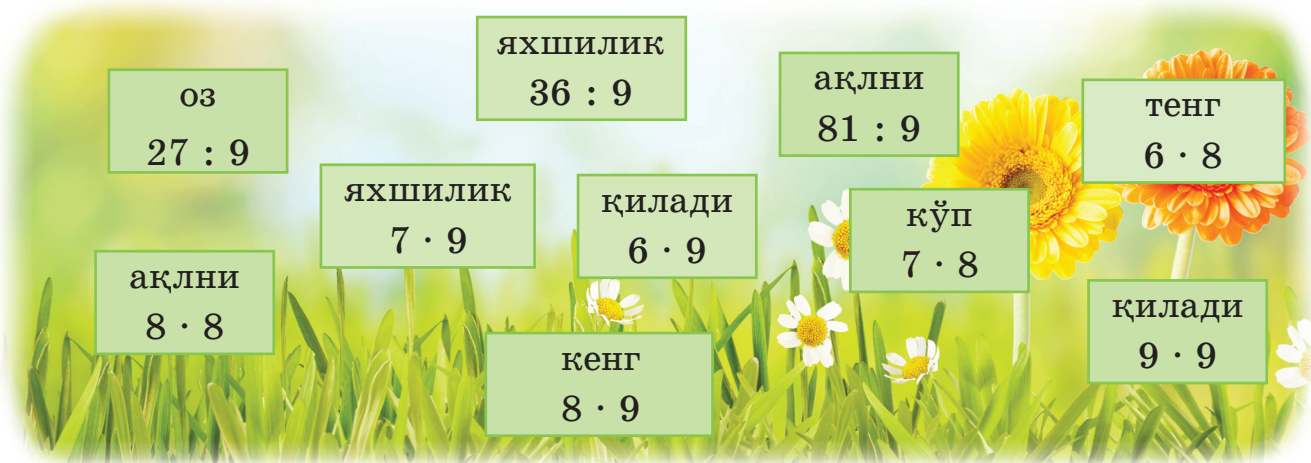 яхшилик
36 : 9
оз
27 : 9
ақлни
81 : 9
тенг
6 · 8
яхшилик
7 · 9
қилади
6 · 9
кўп
7 · 8
ақлни
8 · 8
кенг
8 · 9
қилади
9 · 9